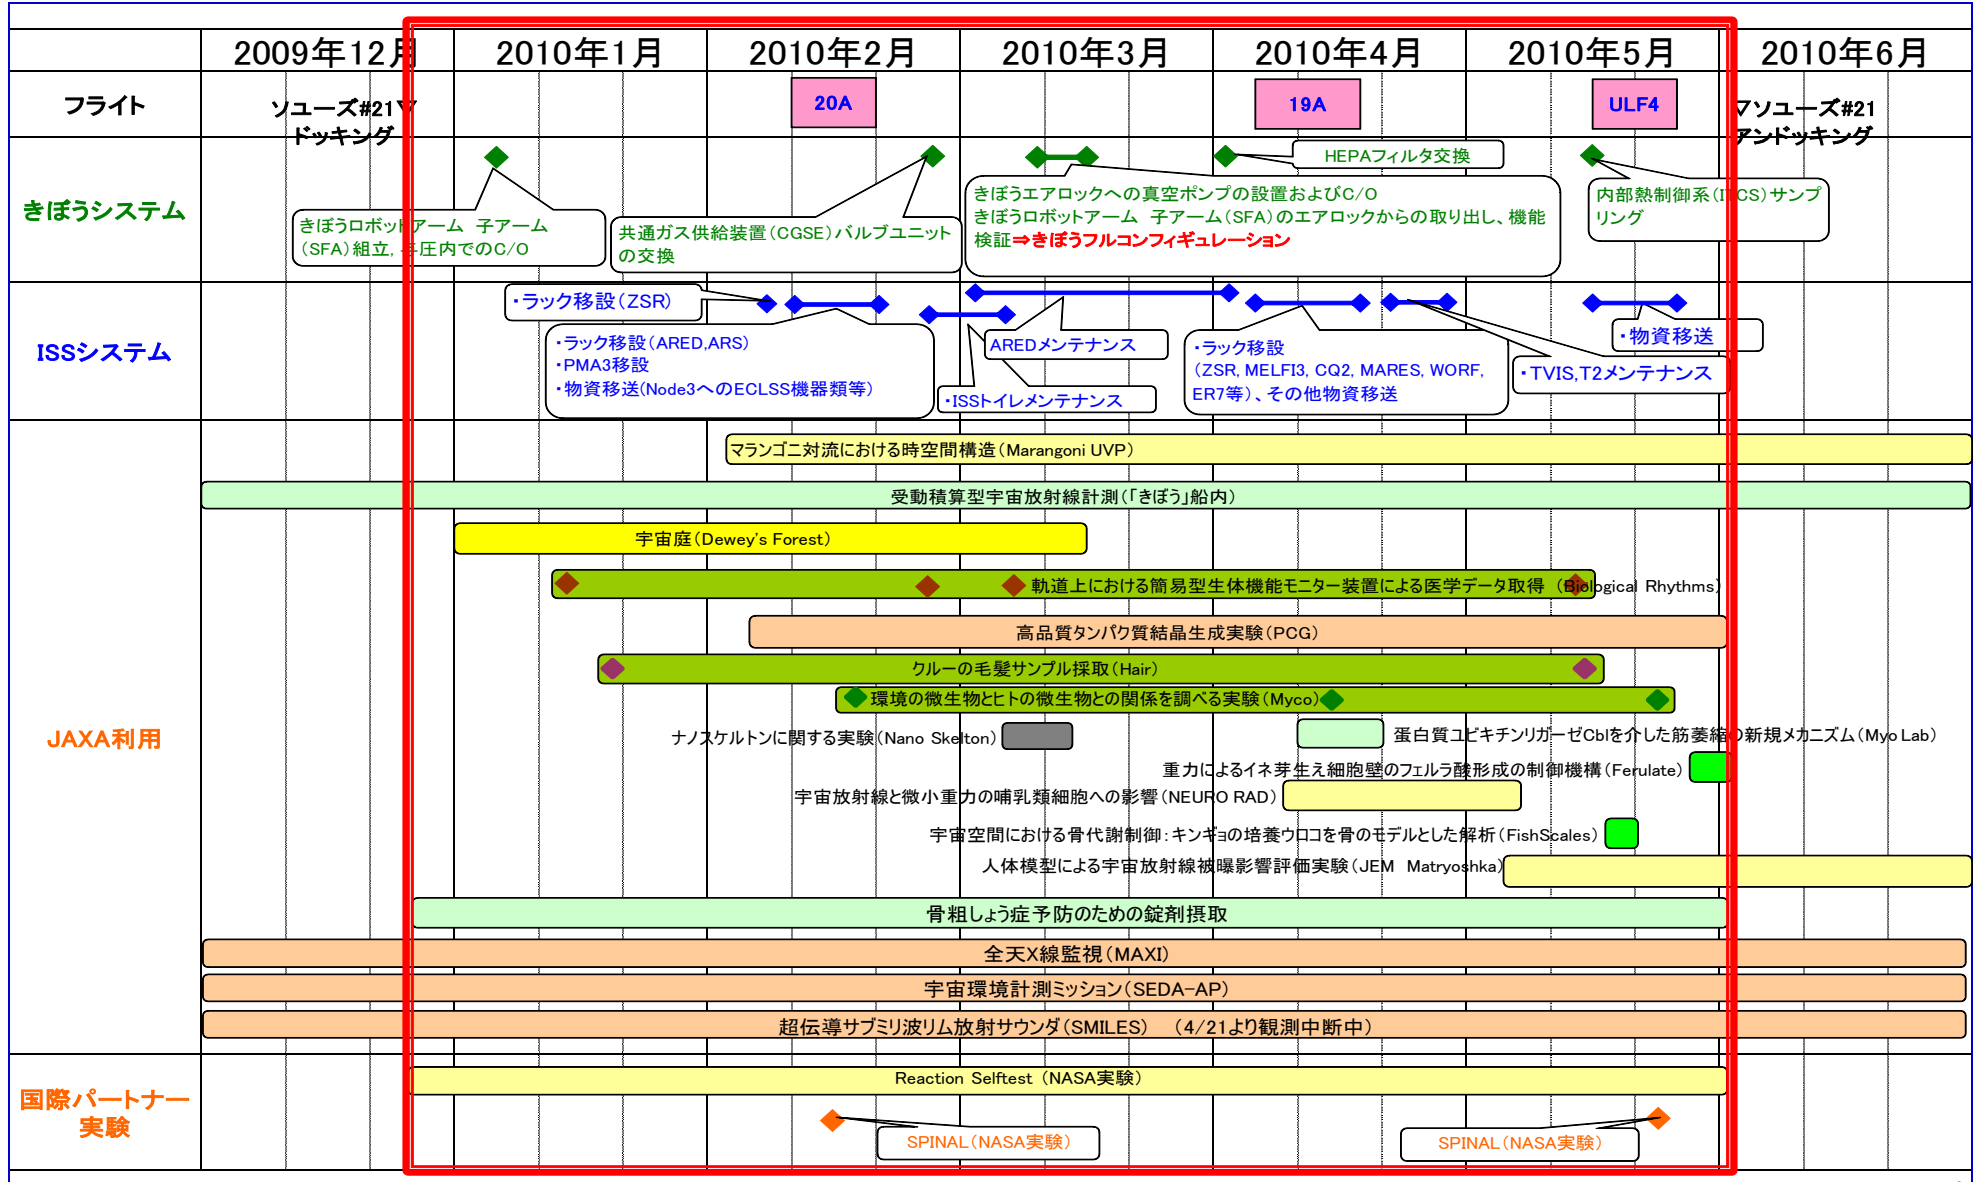 2009年12月 2010年1月 2010年2月 2010年3月 2010年4月 2010年5月 2010年6月
フライト
ソユーズ#21▽
ドッキング
20A
19A
ULF4
▽ソユーズ#21
アンドッキング
きぼうシステム
きぼうロボットアーム 子アーム
(SFA)組立, 与圧内でのC/O
共通ガス供給装置(CGSE)バルブユニット
の交換
きぼうエアロックへの真空ポンプの設置およびC/O
きぼうロボットアーム 子アーム(SFA)のエアロックからの取り出し、機能
検証⇒きぼうフルコンフィギュレーション
HEPAフィルタ交換
内部熱制御系(ITCS)サンプ
リング
ISSシステム
・ラック移設(ZSR)
・ラック移設(ARED,ARS)
・PMA3移設
・物資移送(Node3へのECLSS機器類等)
AREDメンテナンス
・ISSトイレメンテナンス
・ラック移設
(ZSR, MELFI3, CQ2, MARES, WORF,
ER7等)、その他物資移送
・TVIS,T2メンテナンス
・物資移送
JAXA利用
マランゴニ対流における時空間構造(Marangoni UVP)
受動積算型宇宙放射線計測(「きぼう」船内)
宇宙庭(Dewey's Forest)
軌道上における簡易型生体機能モニター装置による医学データ取得 (Biological Rhythms)
高品質タンパク質結晶生成実験(PCG)
クルーの毛髪サンプル採取(Hair)
環境の微生物とヒトの微生物との関係を調べる実験(Myco)
ナノスケルトンに関する実験(Nano Skelton)
蛋白質ユビキチンリガーゼCblを介した筋萎縮の新規メカニズム(Myo Lab)
重力によるイネ芽生え細胞壁のフェルラ酸形成の制御機構(Ferulate)
宇宙放射線と微小重力の哺乳類細胞への影響(NEURO RAD)
宇宙空間における骨代謝制御:キンギョの培養ウロコを骨のモデルとした解析(FishScales)
人体模型による宇宙放射線被曝影響評価実験(JEM Matryoshka)
骨粗しょう症予防のための錠剤摂取
全天X線監視(MAXI)
宇宙環境計測ミッション(SEDA-AP)
超伝導サブミリ波リム放射サウンダ(SMILES) (4/21より観測中断中)
国際パートナー
実験
Reaction Selftest (NASA実験)
SPINAL(NASA実験)
SPINAL(NASA実験)